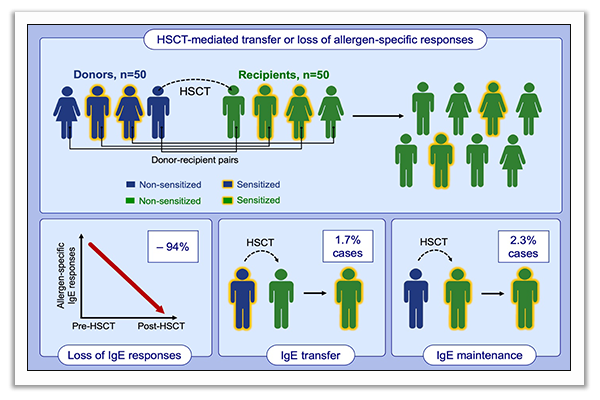 HSCT-mediated transfer or loss of allergen-specific responses
Donors, n=50
Recipients, n=50
HSCT
Donor-recipient pairs
Non-sensitized
Sensitized
Non-sensitized
Sensitized
Allergen-specific
IgE responses
– 94%
Pre-HSCT
Post-HSCT
Loss of IgE responses
HSCT
1.7%
cases
IgE transfer
HSCT
2.3%
cases
IgE maintenance